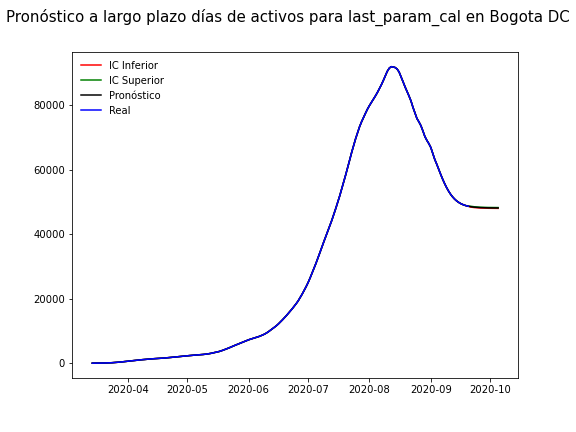 Pronóstico a largo plazo días de activos para last_param_cal en Bogota DC
IC Inferior
IC Superior
Pronóstico
Real
80000
60000
40000
20000
0
2020-04 2020-05 2020-06 2020-07 2020-08 2020-09 2020-10